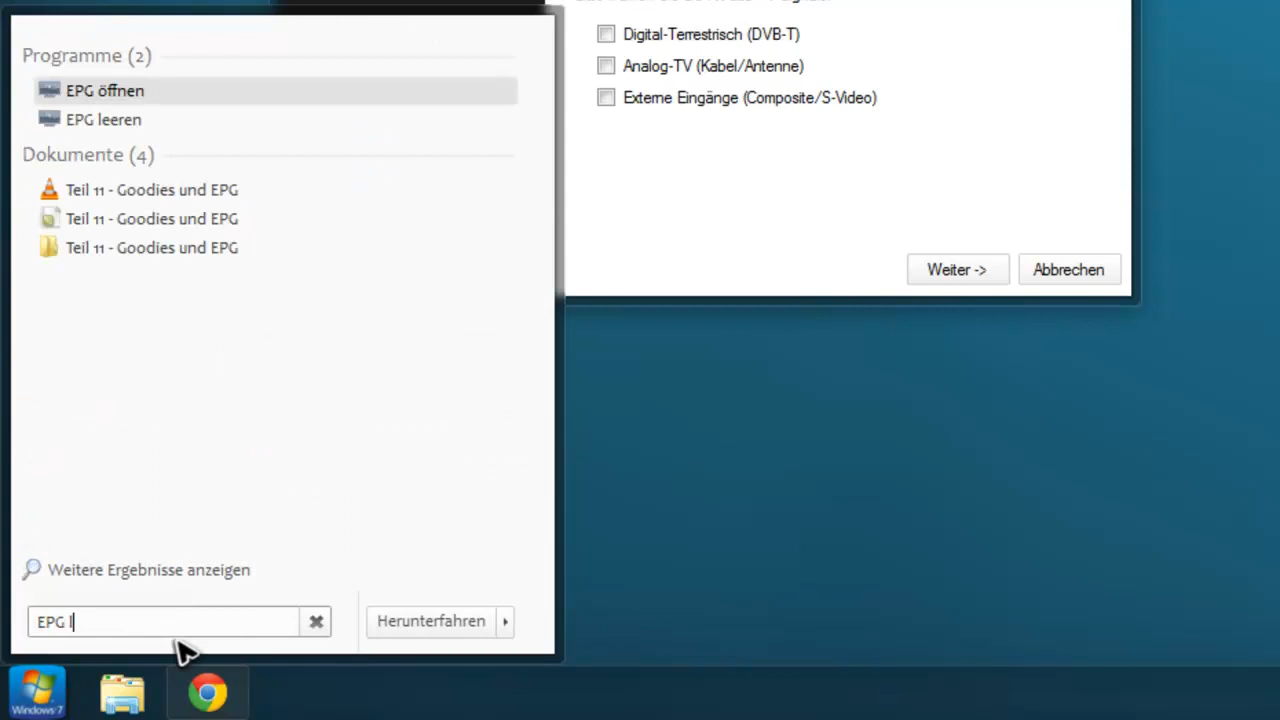 Programme (2)
EPG öffnen
EPG leeren
Dokumente (4)
Teil 11 - Goodies und EPG
Teil 11 - Goodies und EPG
Teil 11 - Goodies und EPG
Weitere Ergebnisse anzeigen
EPG l
Herunterfahren
Digital-Terrestrisch (DVB-T)
Analog-TV (Kabel/Antenne)
Externe Eingänge (Composite/S-Video)
Weiter ->
Abbrechen
Windows 7